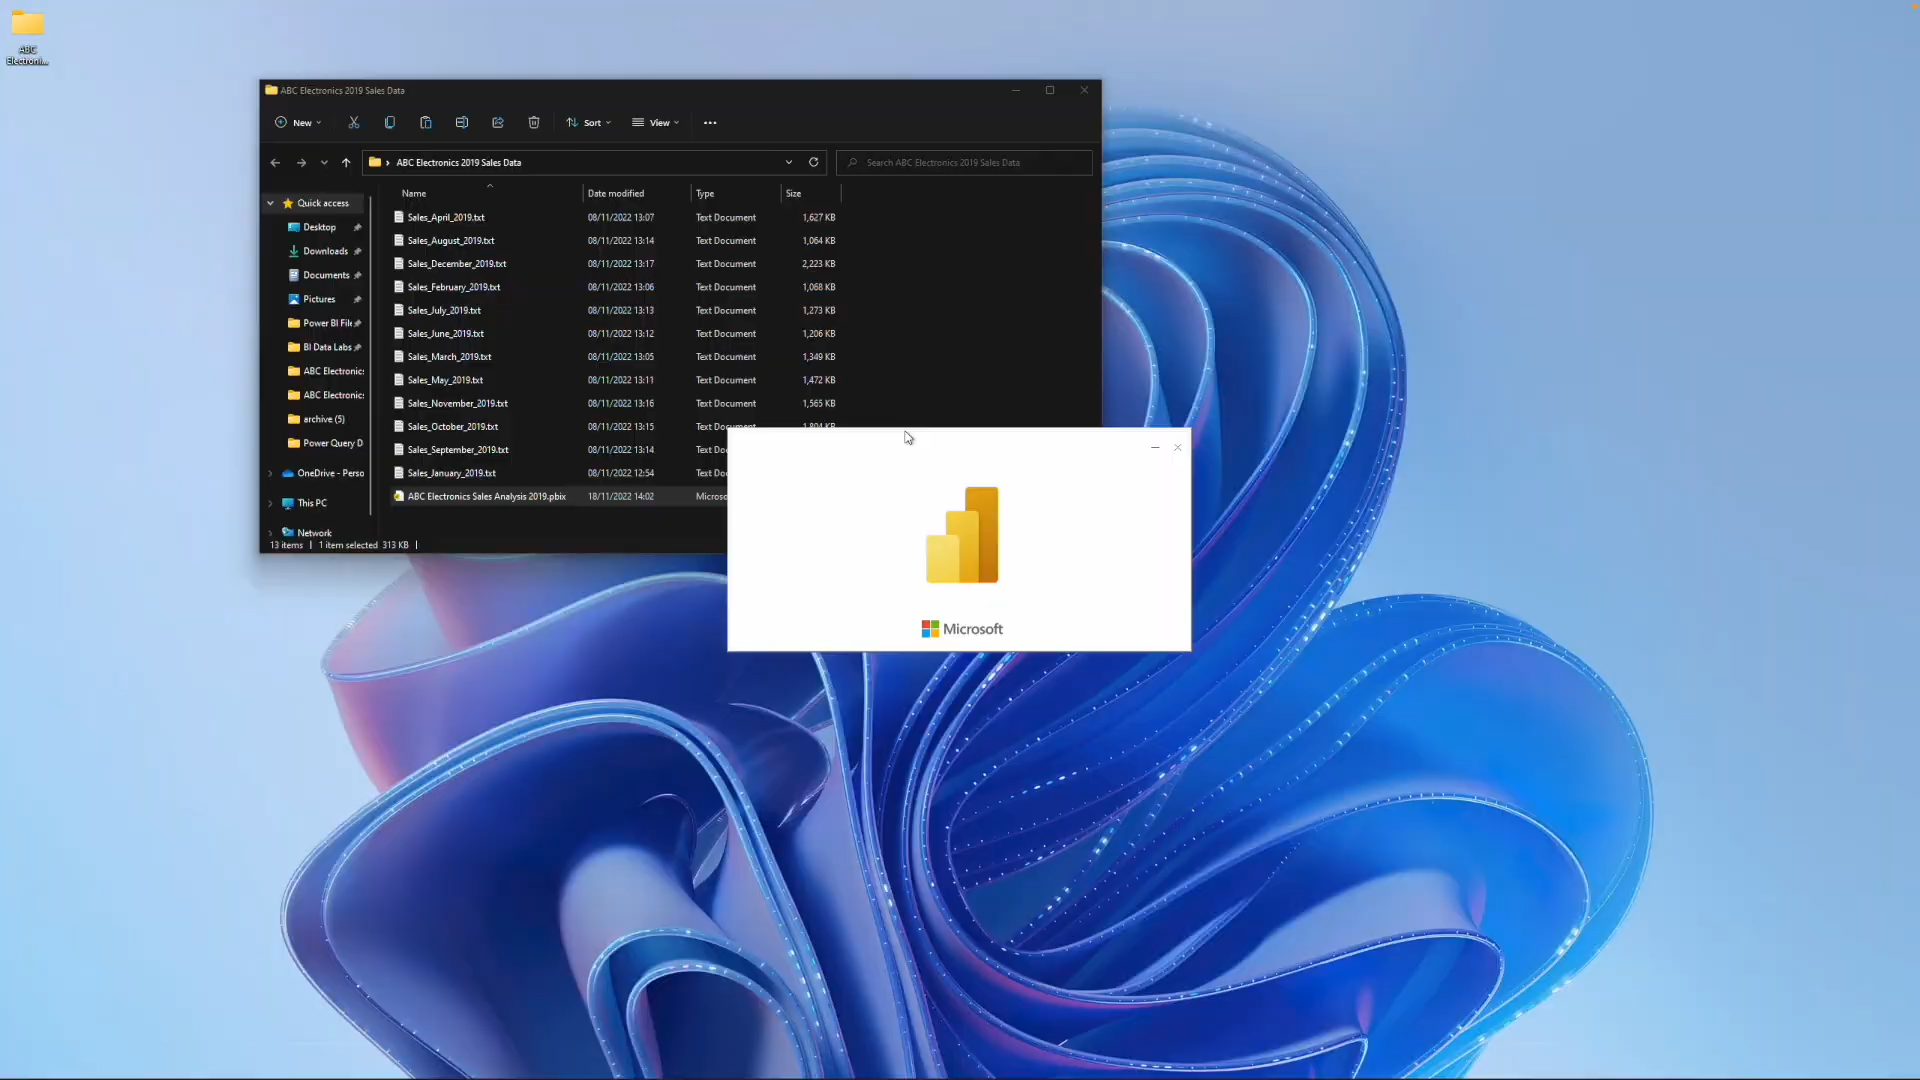 ABC
Electroni...
ABC Electronics 2019 Sales Data
New
Sort
View
ABC Electronics 2019 Sales Data
Search ABC Electronics 2019 Sales Data
Name Date modified Type Size
Quick access
Desktop
Downloads
Documents
Pictures
Power BI File
BI Data Labs
ABC Electronics
ABC Electronics
archive (5)
Power Query D
OneDrive - Perso
This PC
Network
Sales_April_2019.txt 08/11/2022 13:07 Text Document 1,627 KB
Sales_August_2019.txt 08/11/2022 13:14 Text Document 1,064 KB
Sales_December_2019.txt 08/11/2022 13:17 Text Document 2,223 KB
Sales_February_2019.txt 08/11/2022 13:06 Text Document 1,068 KB
Sales_July_2019.txt 08/11/2022 13:13 Text Document 1,273 KB
Sales_June_2019.txt 08/11/2022 13:12 Text Document 1,206 KB
Sales_March_2019.txt 08/11/2022 13:05 Text Document 1,349 KB
Sales_May_2019.txt 08/11/2022 13:11 Text Document 1,472 KB
Sales_November_2019.txt 08/11/2022 13:16 Text Document 1,565 KB
Sales_October_2019.txt 08/11/2022 13:15 Text Document 1,804 KB
Sales_September_2019.txt 08/11/2022 13:14 Text Do
Sales_January_2019.txt 08/11/2022 12:54 Text Do
ABC Electronics Sales Analysis 2019.pbix 18/11/2022 14:02 Microso
13 items 1 item selected 313 KB
Microsoft